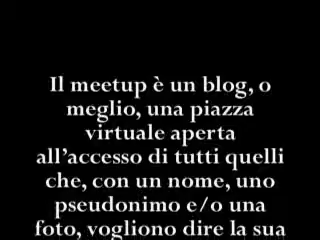 Il meetup è un blog, o
meglio, una piazza
virtuale aperta
all’accesso di tutti quelli
che, con un nome, uno
pseudonimo e/o una
foto, vogliono dire la sua